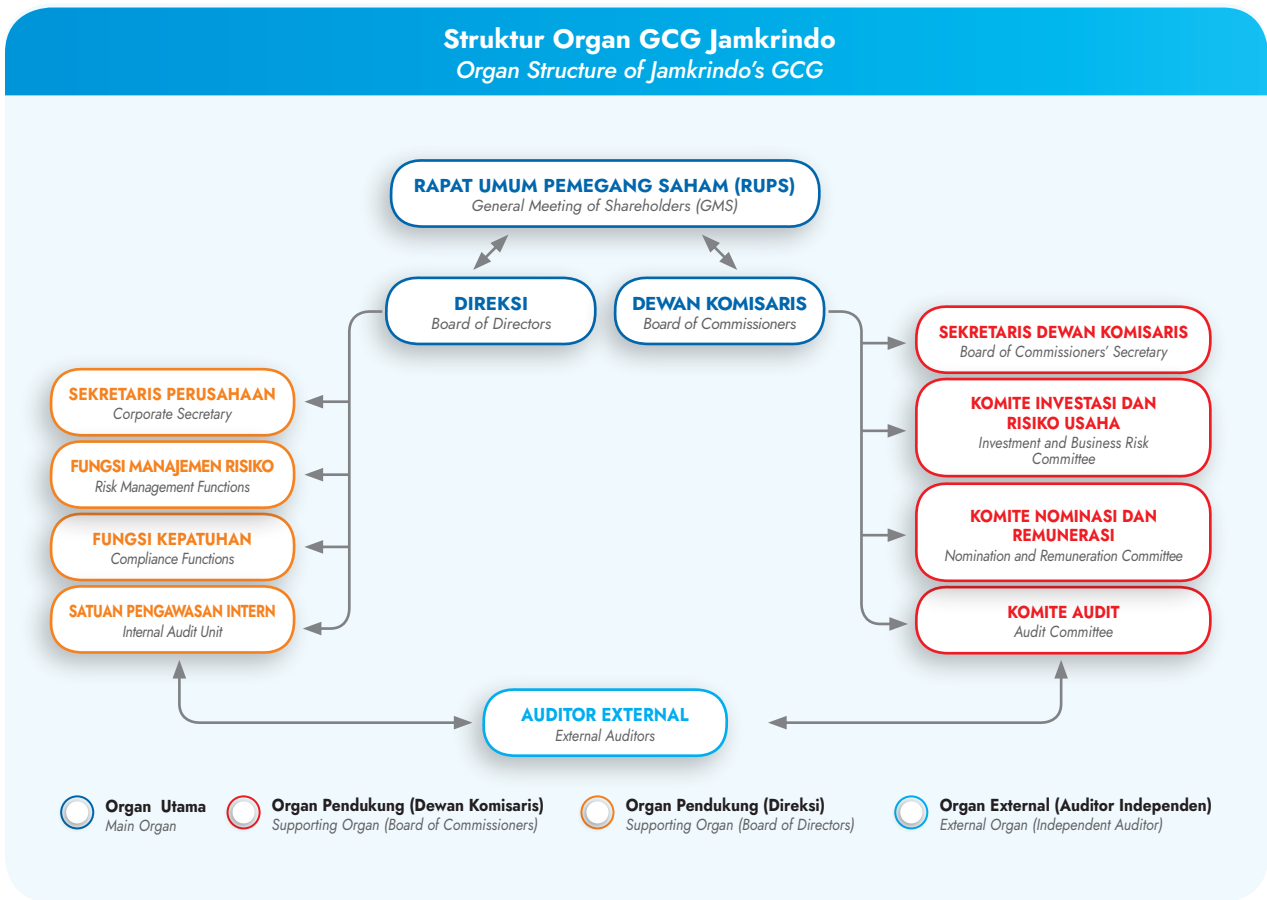 Struktur Organ GCG Jamkrindo
Organ Structure of Jamkrindo's GCG
RAPAT UMUM PEMEGANG SAHAM (RUPS)
General Meeting of Shareholders (GMS)
DIREKSI
Board of Directors
DEWAN KOMISARIS
Board of Commissioners
SEKRETARIS PERUSAHAAN
Corporate Secretary
FUNGSI MANAJEMEN RISIKO
Risk Management Functions
FUNGSI KEPATUHAN
Compliance Functions
SATUAN PENGAWASAN INTERN
Internal Audit Unit
SEKRETARIS DEWAN KOMISARIS
Board of Commissioners' Secretary
KOMITE INVESTASI DAN
RISIKO USAHA
Investment and Business Risk
Committee
KOMITE NOMINASI DAN
REMUNERASI
Nomination and Remuneration Committee
KOMITE AUDIT
Audit Committee
AUDITOR EXTERNAL
External Auditors
Organ Utama
Main Organ
Organ Pendukung (Dewan Komisaris)
Supporting Organ (Board of Commissioners)
Organ Pendukung (Direksi)
Supporting Organ (Board of Directors)
Organ External (Auditor Independen)
External Organ (Independent Auditor)